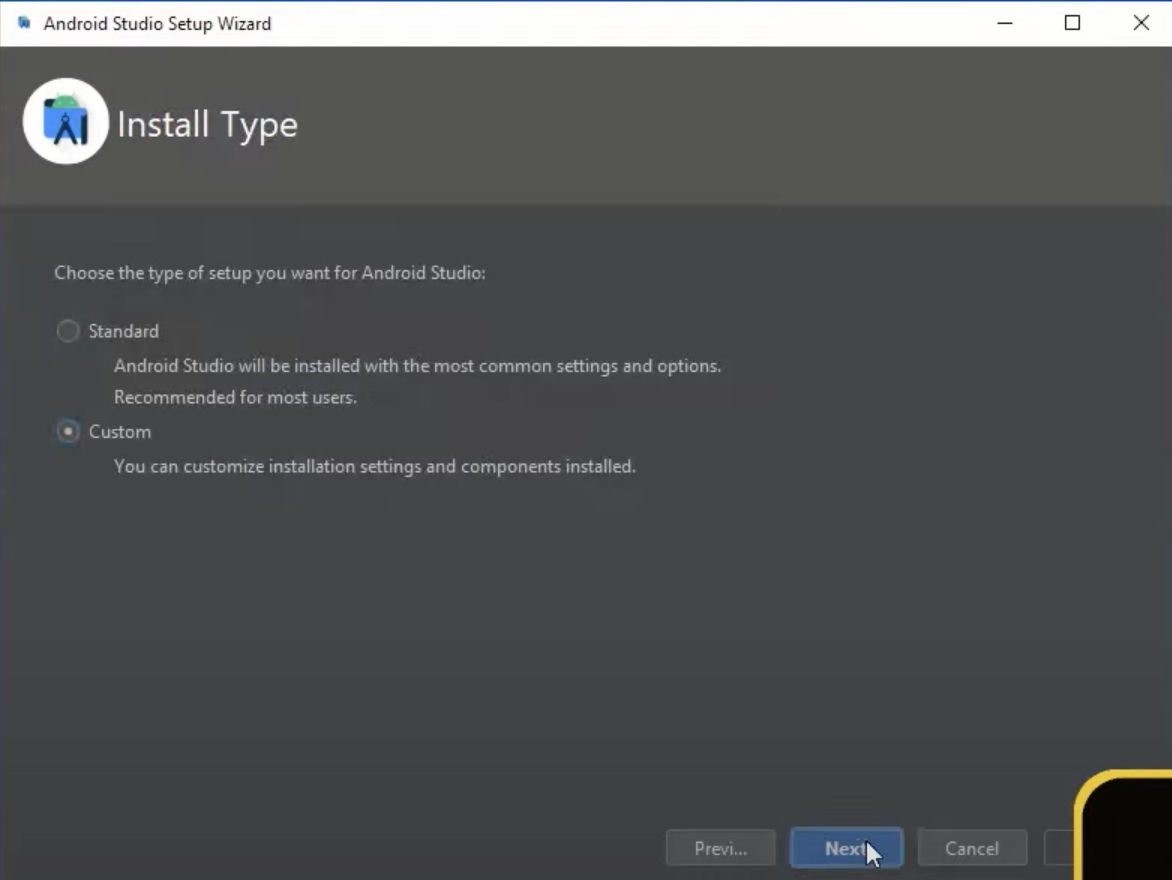 Android Studio Setup Wizard
Install Type
Choose the type of setup you want for Android Studio:
Standard
Android Studio will be installed with the most common settings and options.
Recommended for most users.
Custom
You can customize installation settings and components installed.
Previ...
Next
Cancel